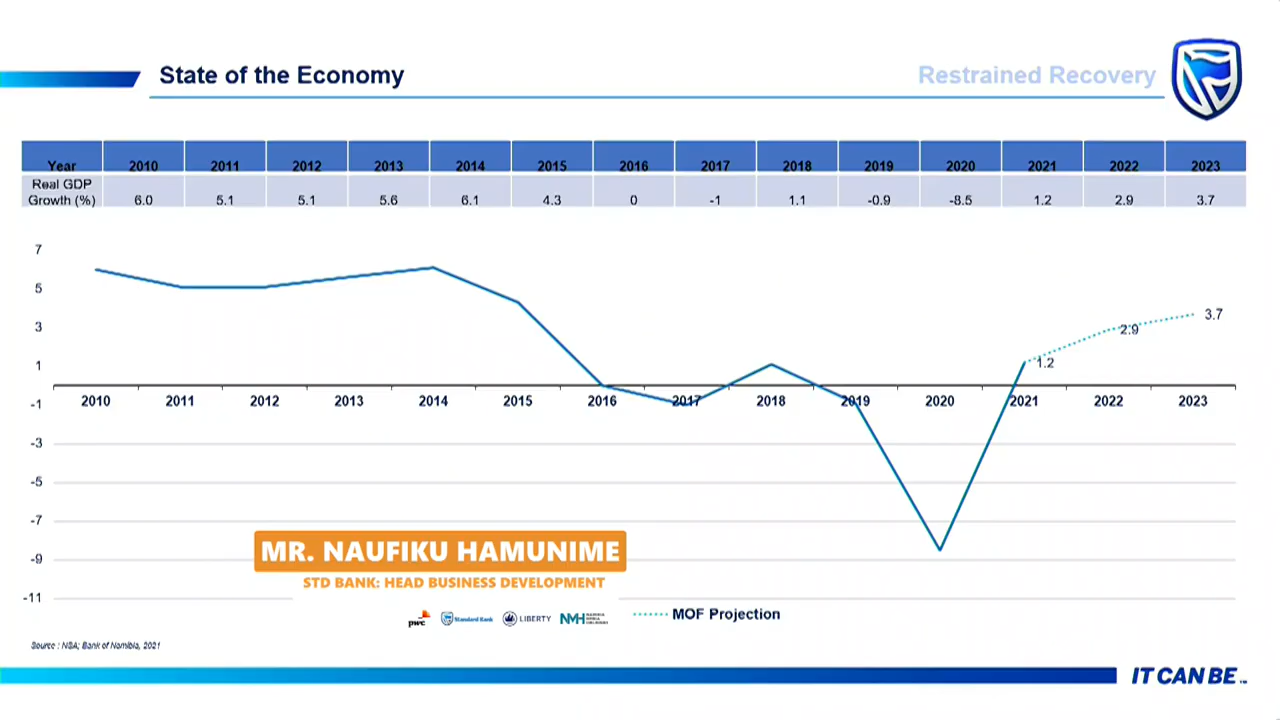 State of the Economy
Restrained Recovery
Year 2010 2011 2012 2013 2014 2015 2016 2017 2018 2019 2020 2021 2022 2023
Real GDP
Growth (%) 6.0 5.1 5.1 5.6 6.1 4.3 0 -1 1.1 -0.9 -8.5 1.2 2.9 3.7
7
5
3
1
-1
-3
-5
-7
-9
-11
3.7
2.9
1.2
2010 2011 2012 2013 2014 2015 2016 2017 2018 2019 2020 2021 2022 2023
MR. NAUFIKU HAMUNIME
STD BANK: HEAD BUSINESS DEVELOPMENT
pwc Standard Bank LIBERTY NMH
MOF Projection
Source : NSA; Bank of Namibia, 2021
IT CAN BE